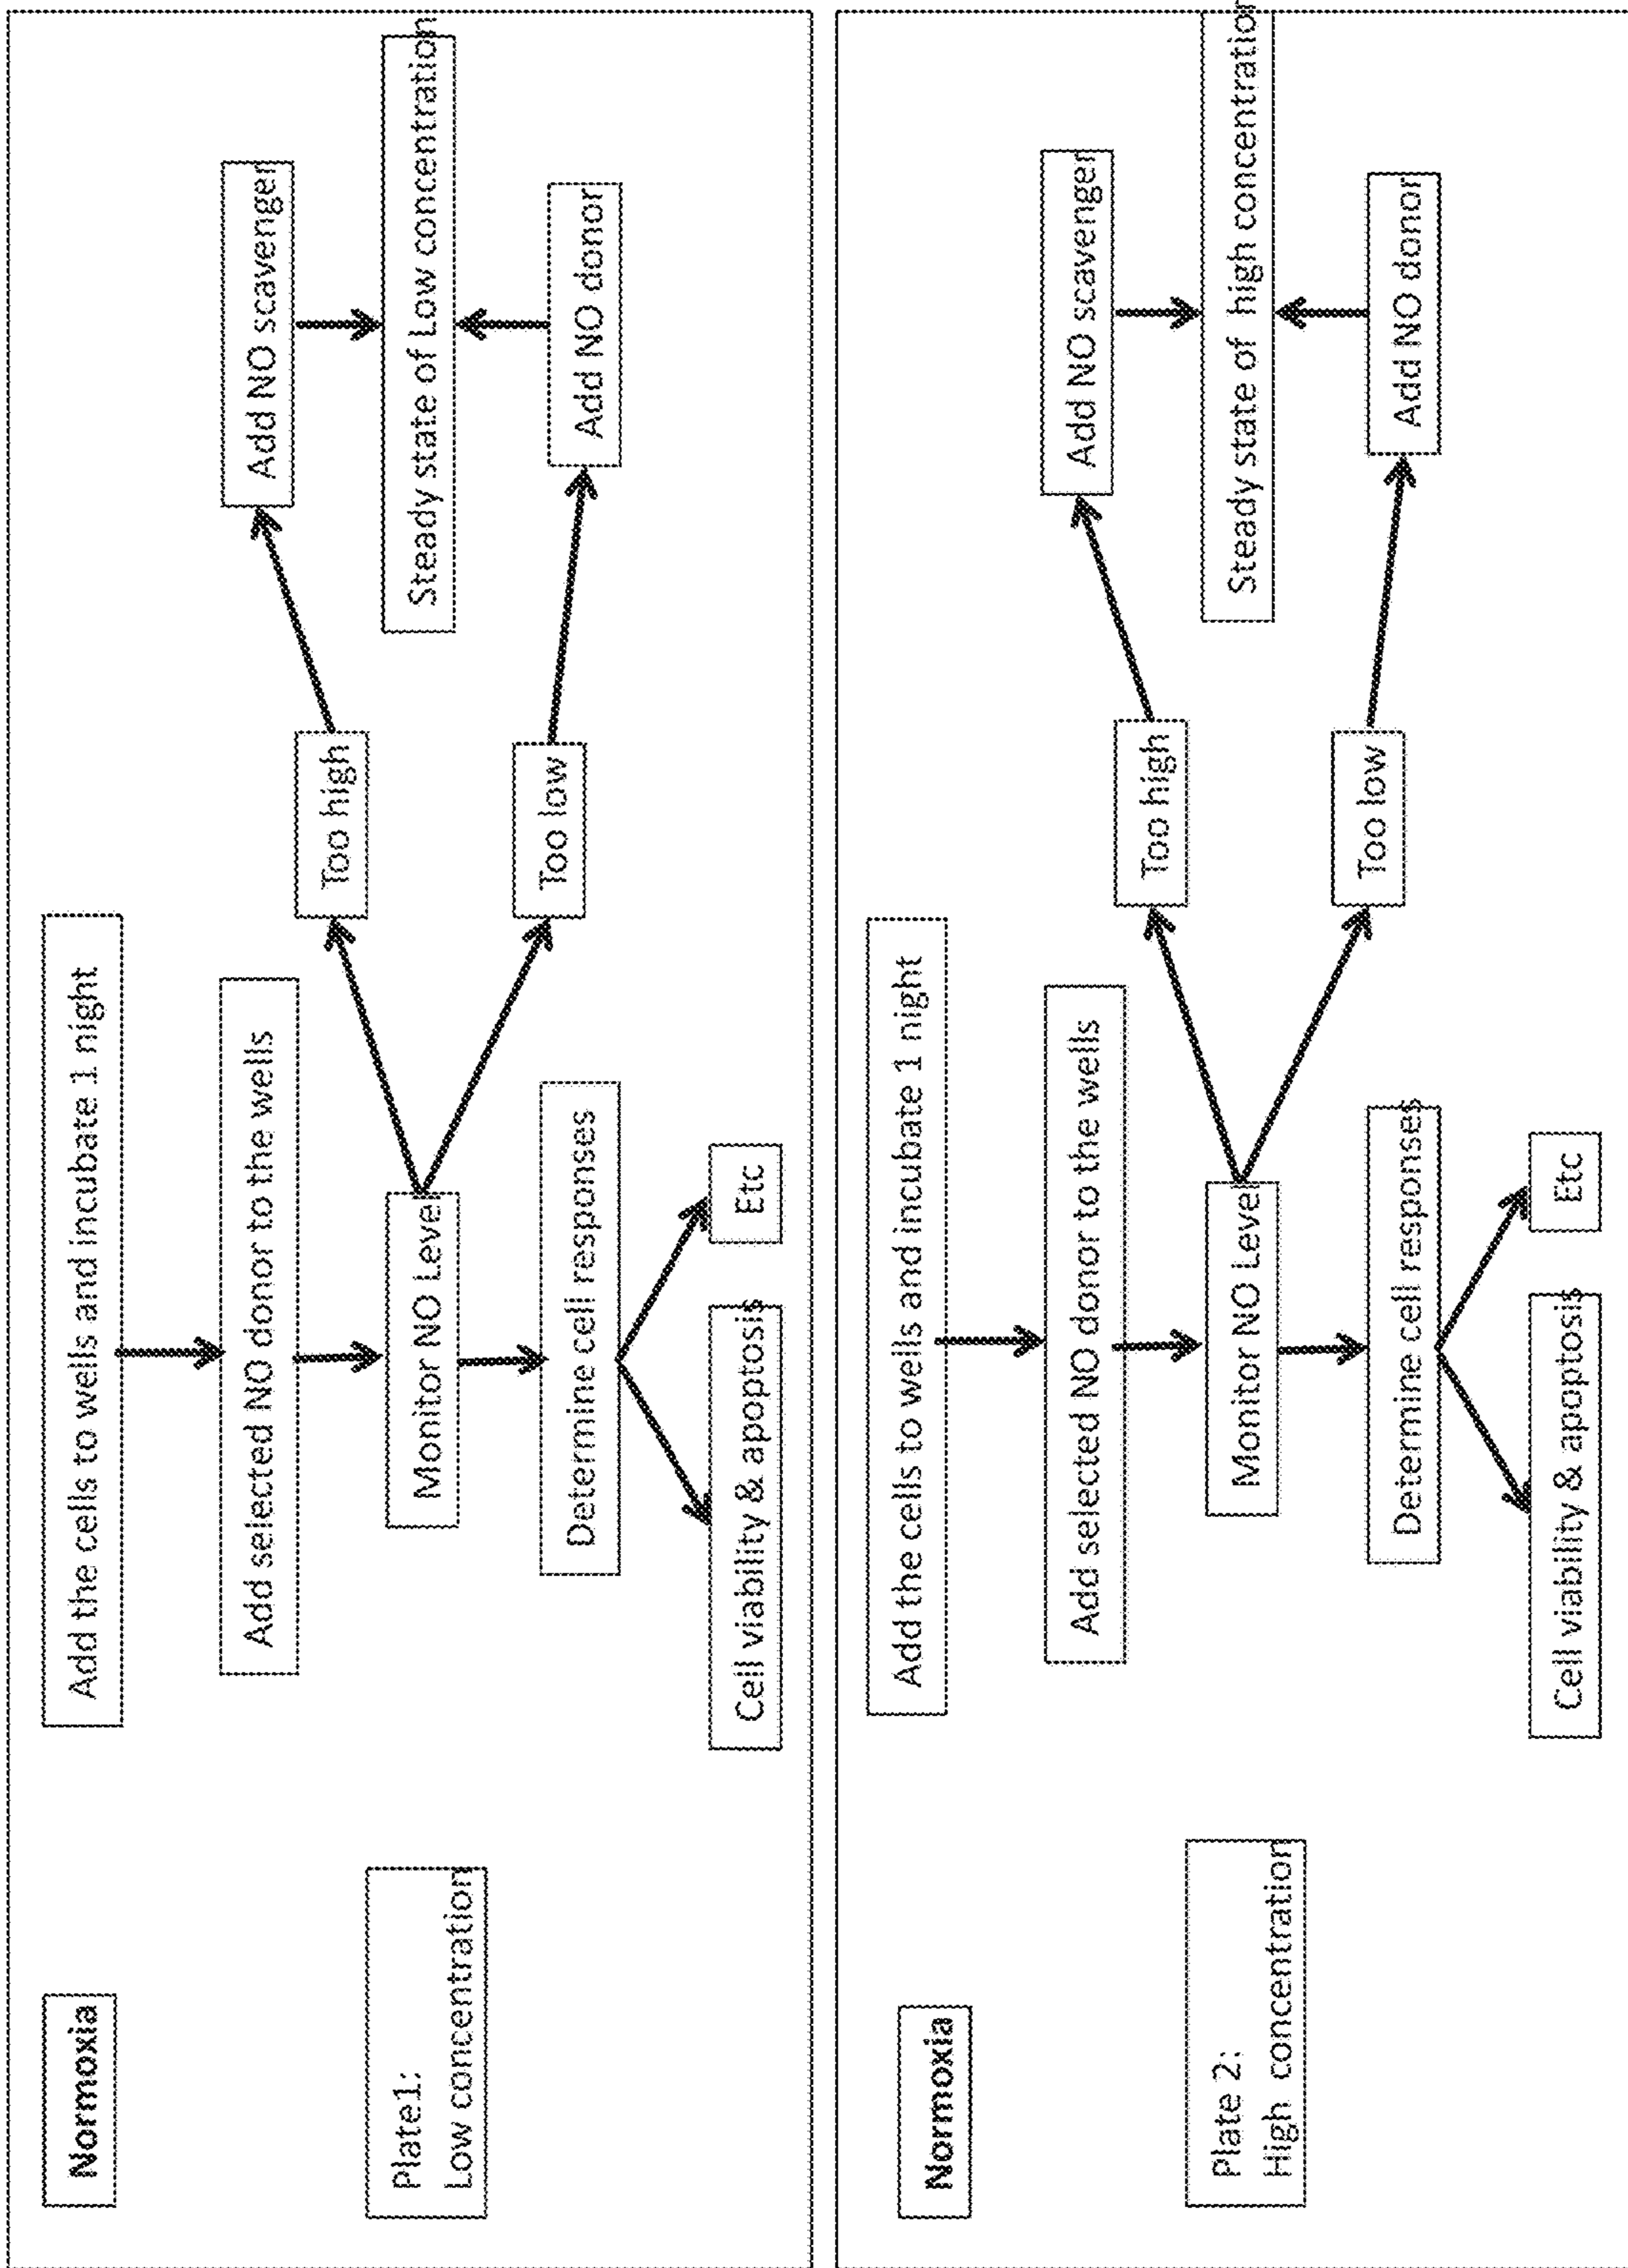 Normoxia
Plate1:
Low concentration
Add the cells to wells and incubate 1 night
Add selected NO donor to the wells
Monitor NO Level
Determine cell responses
Cell viability & apoptosis
Etc
Too high
Too low
Add NO scavenger
Steady state of Low concentration
Add NO donor
Normoxia
Plate 2:
High concentration
Add the cells to wells and incubate 1 night
Add selected NO donor to the wells
Monitor NO Level
Determine cell responses
Cell viability & apoptosis
Etc
Too high
Too low
Add NO scavenger
Steady state of high concentration
Add NO donor